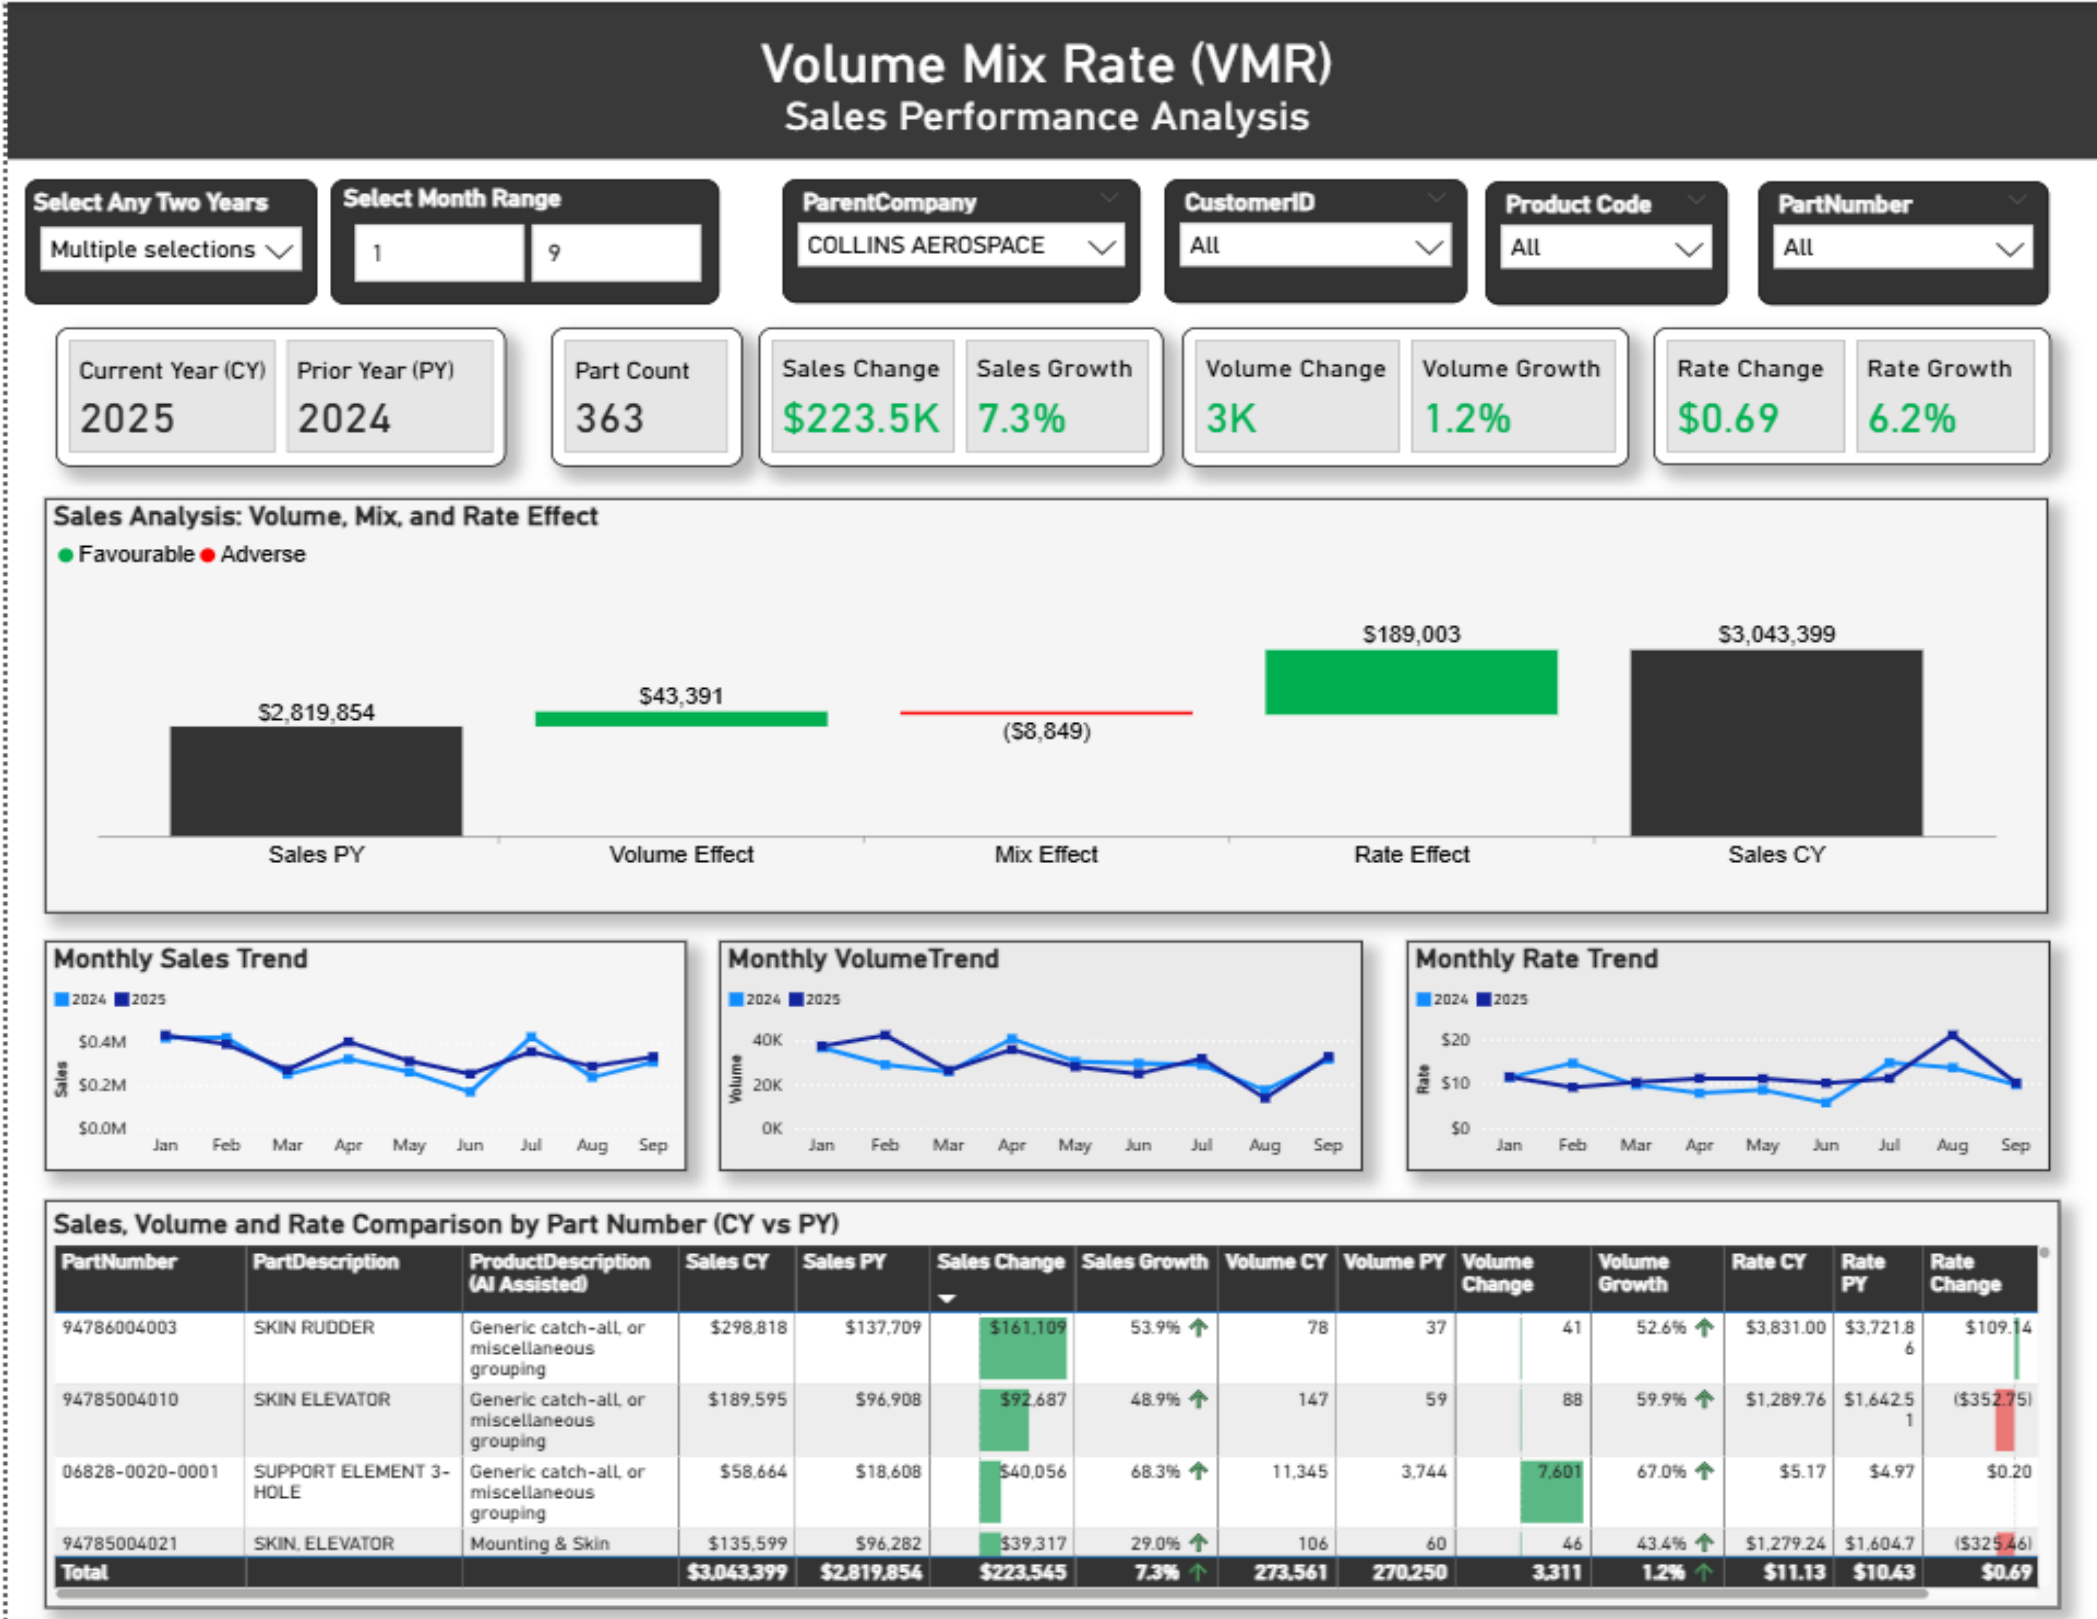 Volume Mix Rate (VMR)
Sales Performance Analysis
Select Any Two Years
Multiple selections
Select Month Range
1 9
ParentCompany
COLLINS AEROSPACE
CustomerID
All
Product Code
All
PartNumber
All
Current Year (CY) Prior Year (PY)
2025 2024
Part Count
363
Sales Change Sales Growth
$223.5K 7.3%
Volume Change Volume Growth
3K 1.2%
Rate Change Rate Growth
$0.69 6.2%
Sales Analysis: Volume, Mix, and Rate Effect
Favourable Adverse
$2,819,854 $43,391 ($8,849) $189,003 $3,043,399
Sales PY Volume Effect Mix Effect Rate Effect Sales CY
Monthly Sales Trend
2024 2025
Sales
$0.4M
$0.2M
$0.0M
Jan Feb Mar Apr May Jun Jul Aug Sep
Monthly VolumeTrend
2024 2025
Volume
40K
20K
0K
Jan Feb Mar Apr May Jun Jul Aug Sep
Monthly Rate Trend
2024 2025
Rate
$20
$10
$0
Jan Feb Mar Apr May Jun Jul Aug Sep
Sales, Volume and Rate Comparison by Part Number (CY vs PY)
PartNumber PartDescription ProductDescription Sales CY Sales PY Sales Change Sales Growth Volume CY Volume PY Volume Volume Rate CY Rate Rate
(AI Assisted) Change Growth PY Change
94786004003 SKIN RUDDER Generic catch-all, or $298,818 $137,709 $161,109 53.9% 78 37 41 52.6% $3,831.00 $3,721.8 $109.14
miscellaneous 6
grouping
94785004010 SKIN ELEVATOR Generic catch-all, or $189,595 $96,908 $92,687 48.9% 147 59 88 59.9% $1,289.76 $1,642.5 ($352.75)
miscellaneous 1
grouping
06828-0020-0001 SUPPORT ELEMENT 3- Generic catch-all, or $58,664 $18,608 $40,056 68.3% 11,345 3,744 7,601 67.0% $5.17 $4.97 $0.20
HOLE miscellaneous
grouping
94785004021 SKIN, ELEVATOR Mounting & Skin $135,599 $96,282 $39,317 29.0% 106 60 46 43.4% $1,279.24 $1,604.7 ($325.46)
Total $3,043,399 $2,819,854 $223,545 7.3% 273,561 270,250 3,311 1.2% $11.13 $10.43 $0.69